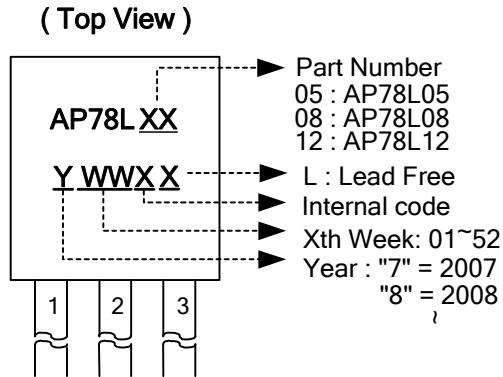 ( Top View )
AP78L XX
Y WWX X
1 2 3
Part Number
05 : AP78L05
08 : AP78L08
12 : AP78L12
L : Lead Free
Internal code
Xth Week: 01~52
Year : "7" = 2007
"8" = 2008
~